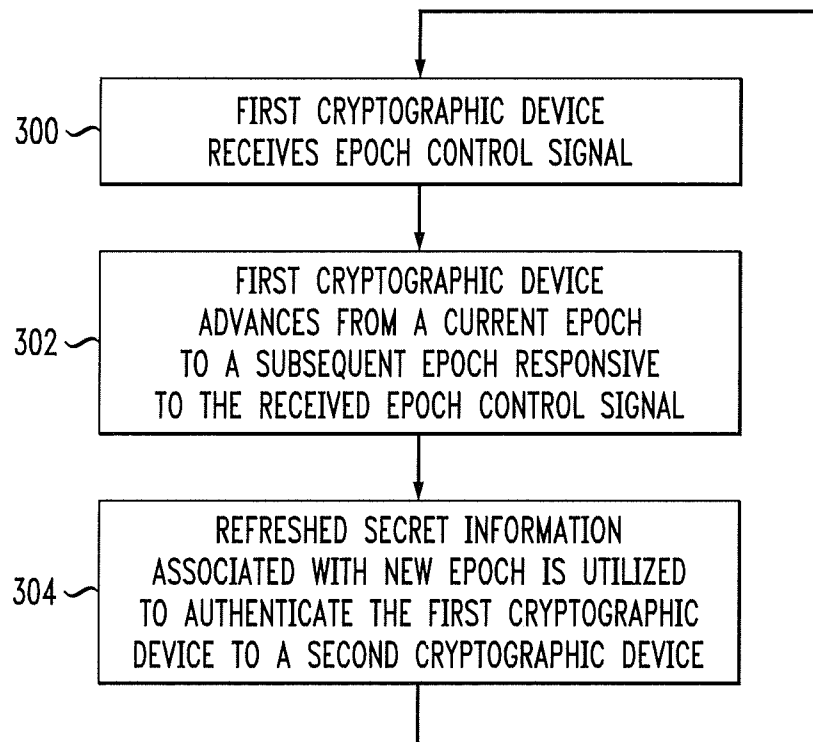 FIRST CRYPTOGRAPHIC DEVICE
RECEIVES EPOCH CONTROL SIGNAL
300
FIRST CRYPTOGRAPHIC DEVICE
ADVANCES FROM A CURRENT EPOCH
TO A SUBSEQUENT EPOCH RESPONSIVE
TO THE RECEIVED EPOCH CONTROL SIGNAL
302
REFRESHED SECRET INFORMATION
ASSOCIATED WITH NEW EPOCH IS UTILIZED
TO AUTHENTICATE THE FIRST CRYPTOGRAPHIC
DEVICE TO A SECOND CRYPTOGRAPHIC DEVICE
304